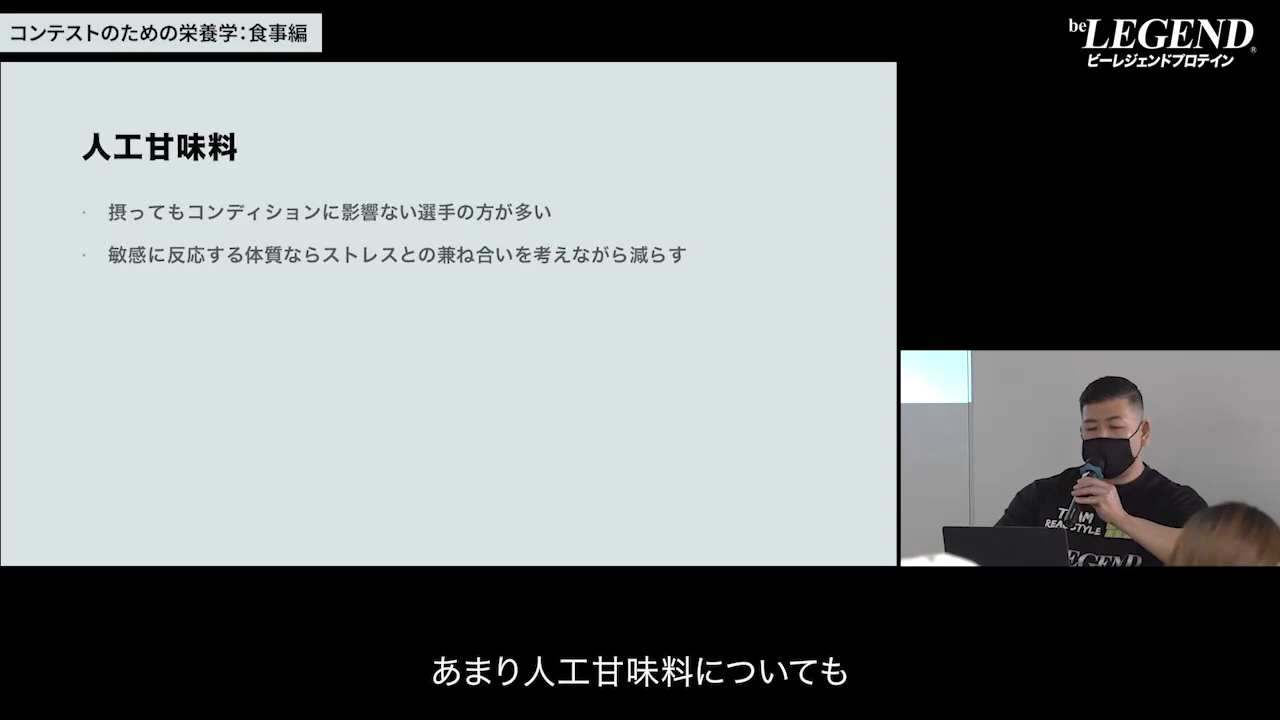 コンテストのための栄養学：食事編
be LEGEND®
ビーレジェンドプロテイン
人工甘味料
・ 摂ってもコンディションに影響ない選手の方が多い
・ 敏感に反応する体質ならストレスとの兼ね合いを考えながら減らす
TEAM
STYLE
LEGEND
あまり人工甘味料についても